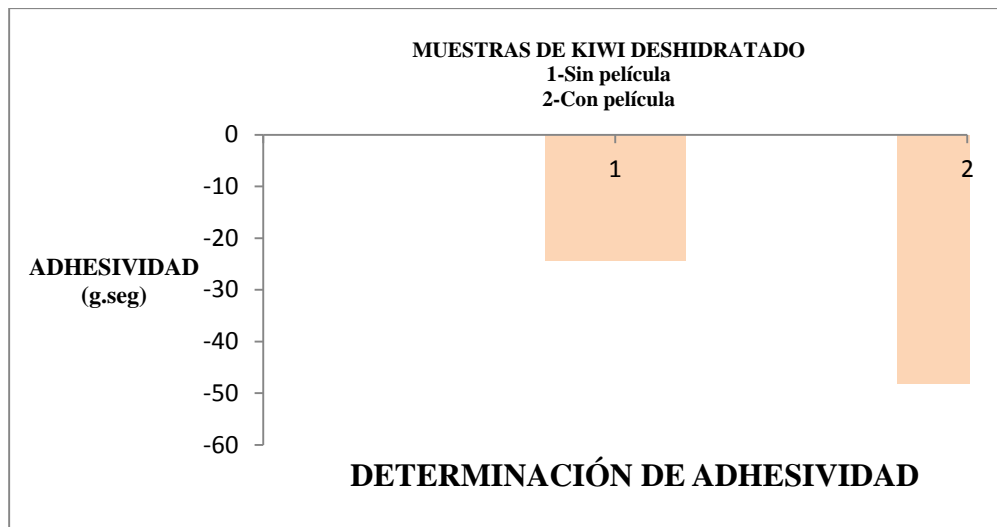 MUESTRAS DE KIWI DESHIDRATADO
1-Sin película
2-Con película
0
-10
-20
-30
-40
-50
-60
1
2
ADHESIVIDAD
(g.seg)
DETERMINACIÓN DE ADHESIVIDAD